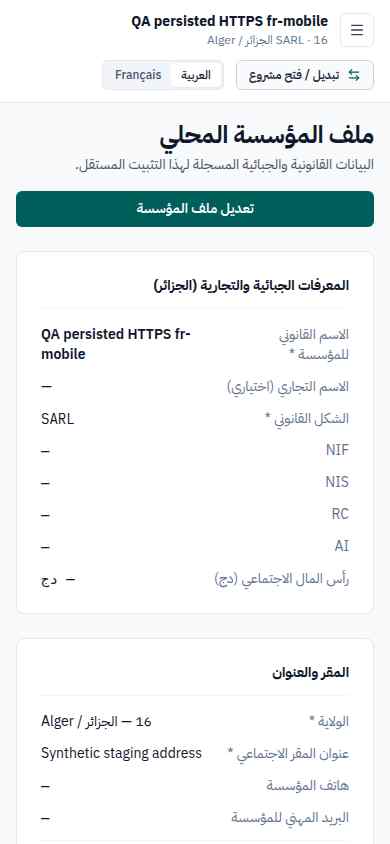 QA persisted HTTPS fr-mobile
SARL · 16 الجزائر / Alger
تبديل / فتح مشروع
العربية
Français
ملف المؤسسة المحلي
البيانات القانونية والجبائية المسجلة لهذا التثبيت المستقل.
تعديل ملف المؤسسة
المعرفات الجبائية والتجارية (الجزائر)
الاسم القانوني للمؤسسة *
QA persisted HTTPS fr-mobile
الاسم التجاري (اختياري)
—
الشكل القانوني *
SARL
NIF
—
NIS
—
RC
—
AI
—
رأس المال الاجتماعي (دج)
— دج
المقر والعنوان
الولاية *
16 — الجزائر / Alger
عنوان المقر الاجتماعي *
Synthetic staging address
هاتف المؤسسة
—
البريد المهني للمؤسسة
—